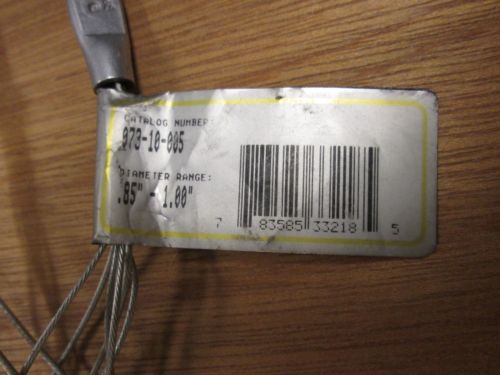 CATALOG NUMBER:
073-10-005
DIAMETER RANGE:
.85" - 1.00"
7 83585 33218 5